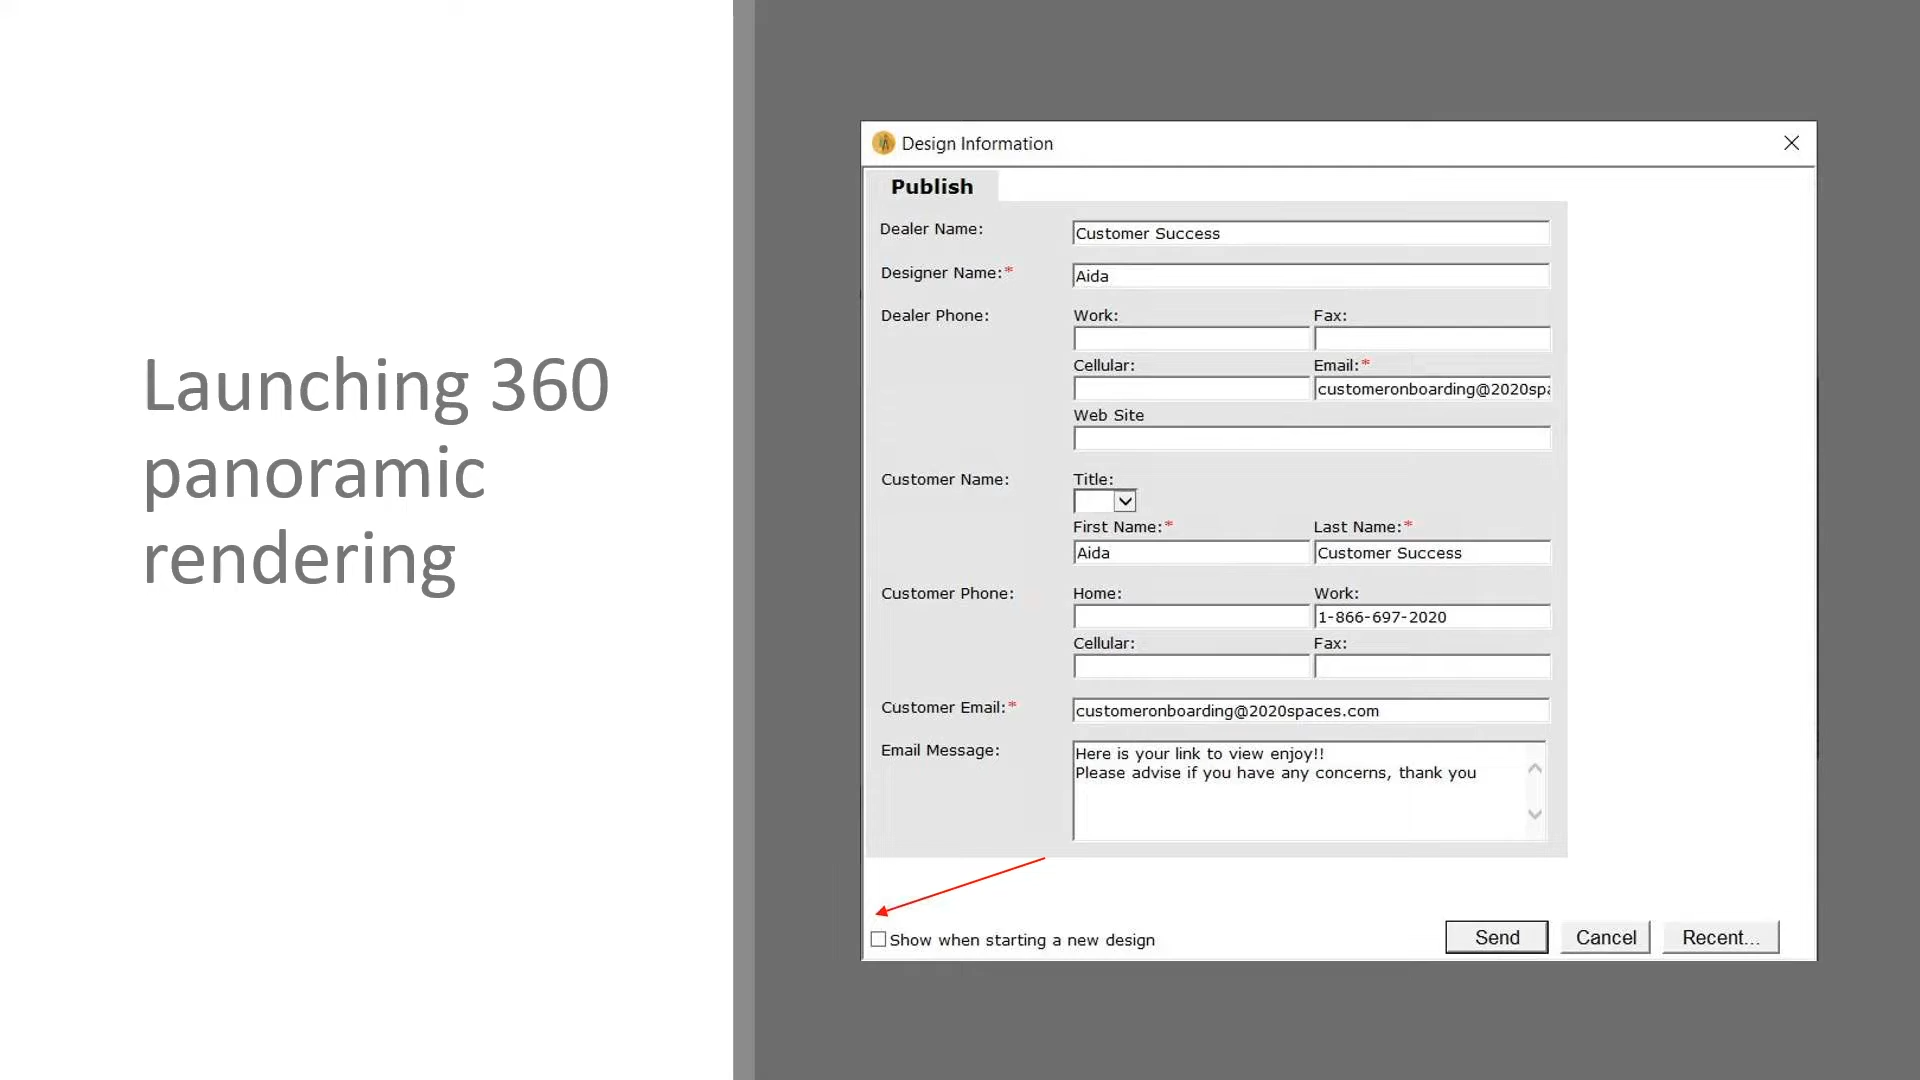 Launching 360
panoramic
rendering
Design Information
Publish
Dealer Name:
Customer Success
Designer Name:*
Aida
Dealer Phone:
Work:
Fax:
Cellular:
Email:*
customeronboarding@2020spa
Web Site
Customer Name:
Title:
First Name:*
Last Name:*
Aida
Customer Success
Customer Phone:
Home:
Work:
1-866-697-2020
Cellular:
Fax:
Customer Email:*
customeronboarding@2020spaces.com
Email Message:
Here is your link to view enjoy!!
Please advise if you have any concerns, thank you
Show when starting a new design
Send
Cancel
Recent...